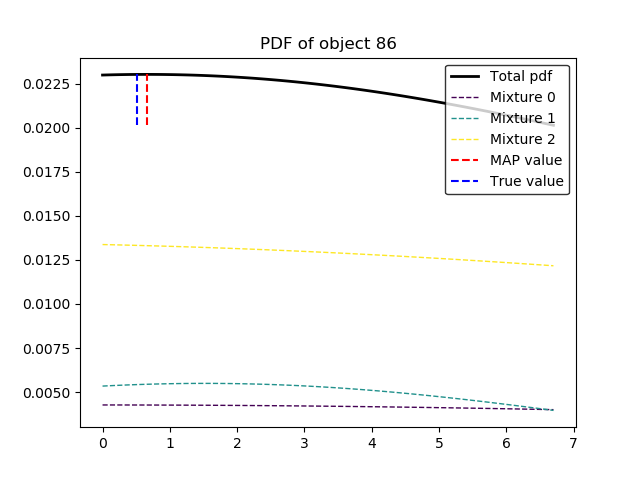 PDF of object 86
Total pdf
Mixture 0
Mixture 1
Mixture 2
MAP value
True value
0.0225
0.0200
0.0175
0.0150
0.0125
0.0100
0.0075
0.0050
0 1 2 3 4 5 6 7